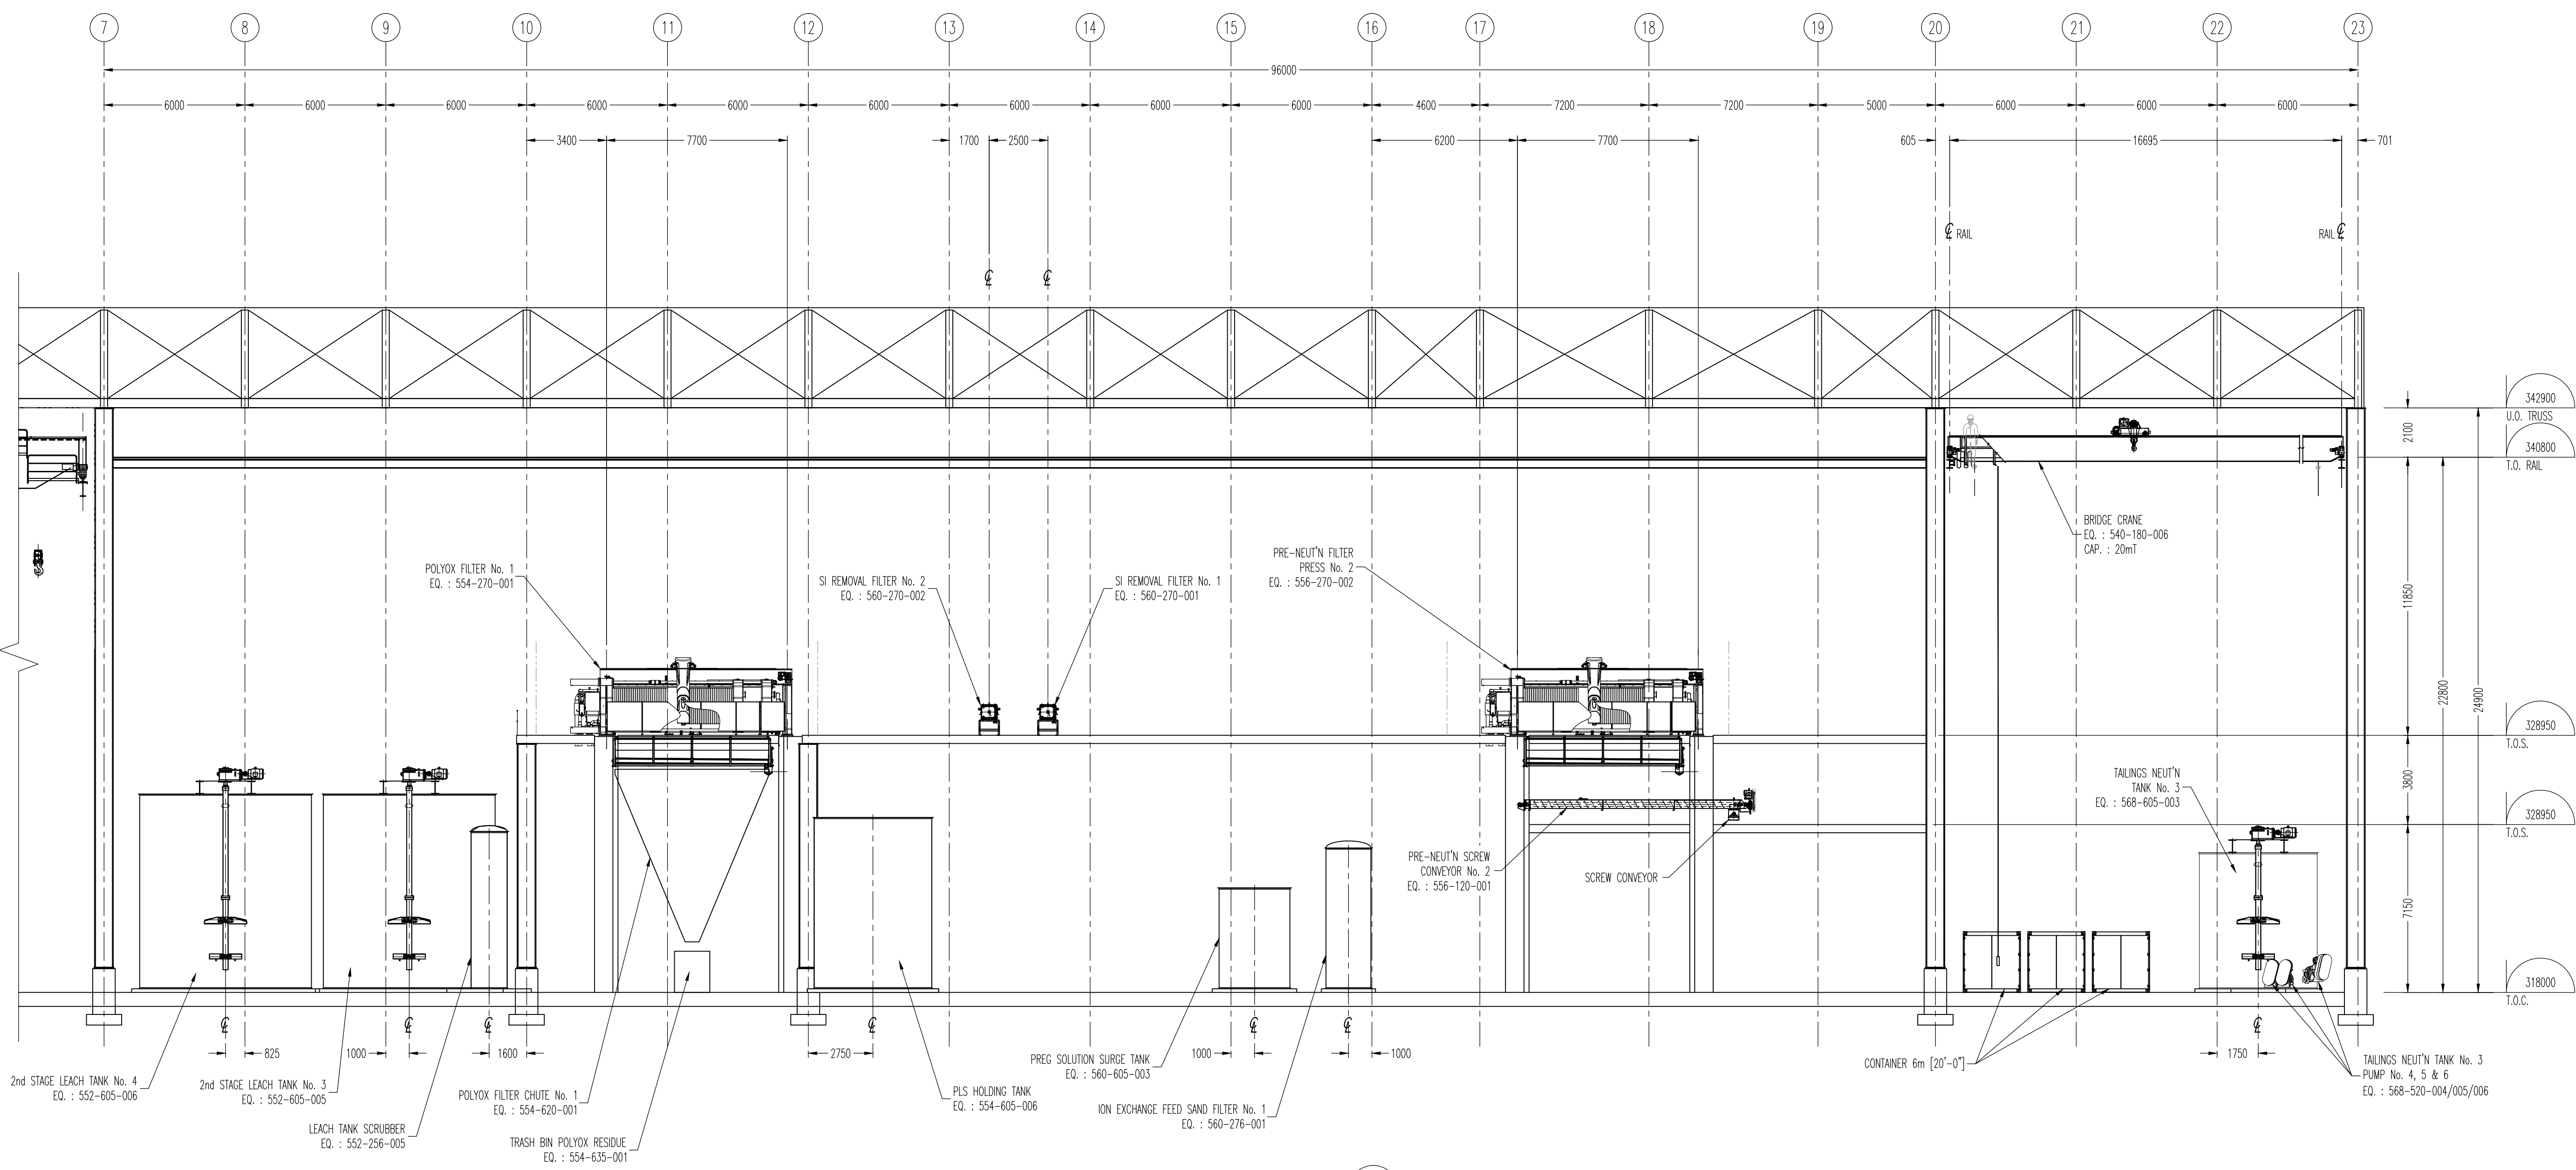 7 8 9 10 11 12 13 14 15 16 17 18 19 20 21 22 23
96000
6000 6000 6000 6000 6000 6000 6000 6000 6000 4600 7200 7200 5000 6000 6000 6000
3400 7700 1700 2500 6200 7700 605 16695 701
℄ RAIL
RAIL ℄
℄ ℄
342900
U.O. TRUSS
2100
340800
T.O. RAIL
BRIDGE CRANE
EQ. : 540-180-006
CAP. : 20mT
POLYOX FILTER No. 1
EQ. : 554-270-001
SI REMOVAL FILTER No. 2
EQ. : 560-270-002
SI REMOVAL FILTER No. 1
EQ. : 560-270-001
PRE-NEUT'N FILTER
PRESS No. 2
EQ. : 556-270-002
11850
22800
24900
328950
T.O.S.
3800
TAILINGS NEUT'N
TANK No. 3
EQ. : 568-605-003
328950
T.O.S.
PRE-NEUT'N SCREW
CONVEYOR No. 2
EQ. : 556-120-001
SCREW CONVEYOR
7150
318000
T.O.C.
℄ ℄ ℄ ℄ ℄ ℄ ℄
825 1000 1600 2750 1000 1000 1750
2nd STAGE LEACH TANK No. 4
EQ. : 552-605-006
2nd STAGE LEACH TANK No. 3
EQ. : 552-605-005
LEACH TANK SCRUBBER
EQ. : 552-256-005
POLYOX FILTER CHUTE No. 1
EQ. : 554-620-001
TRASH BIN POLYOX RESIDUE
EQ. : 554-635-001
PLS HOLDING TANK
EQ. : 554-605-006
PREG SOLUTION SURGE TANK
EQ. : 560-605-003
ION EXCHANGE FEED SAND FILTER No. 1
EQ. : 560-276-001
CONTAINER 6m [20'-0"]
TAILINGS NEUT'N TANK No. 3
PUMP No. 4, 5 & 6
EQ. : 568-520-004/005/006